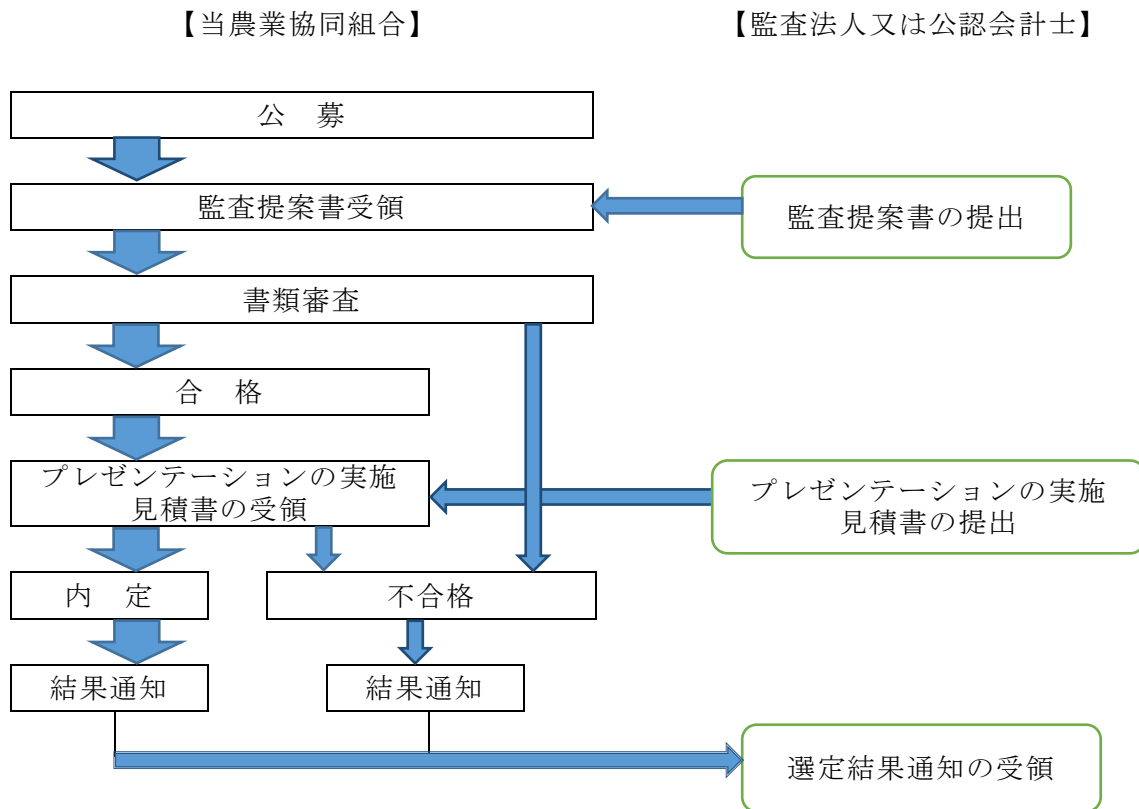 【当農業協同組合】
【監査法人又は公認会計士】
公　募
監査提案書受領
監査提案書の提出
書類審査
合　格
プレゼンテーションの実施
見積書の受領
プレゼンテーションの実施
見積書の提出
内　定
不合格
結果通知
結果通知
選定結果通知の受領